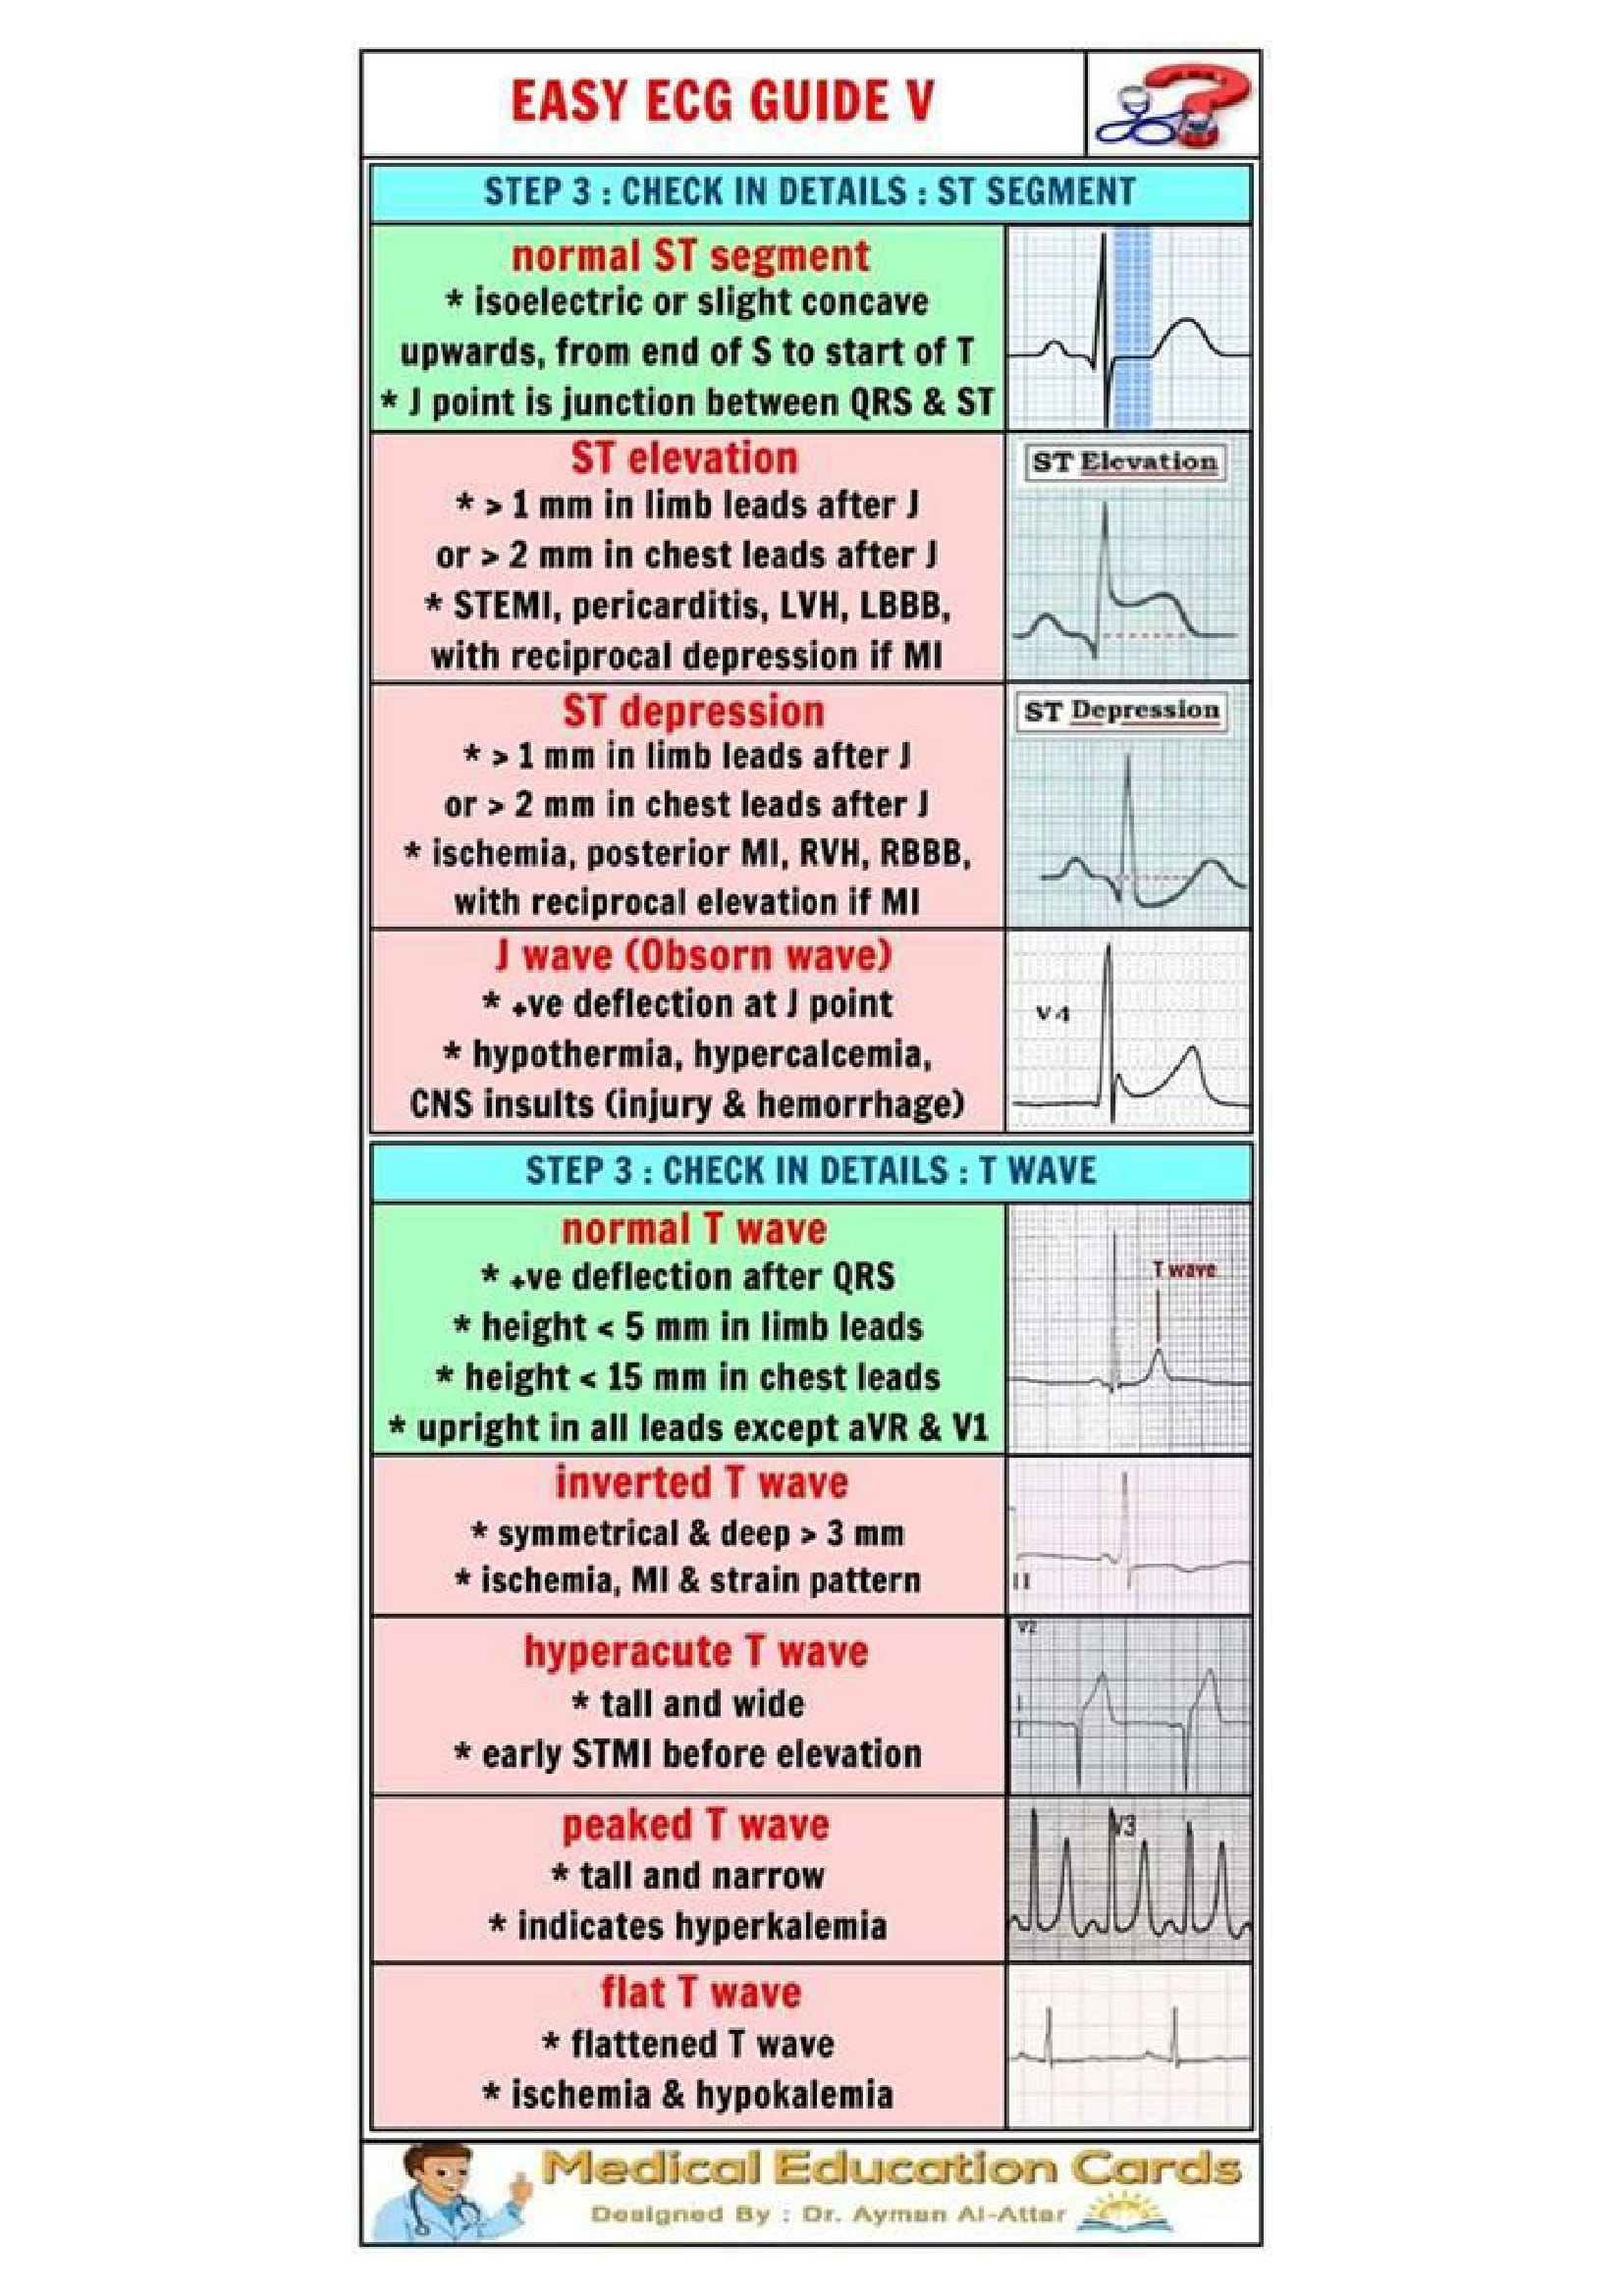 EASY ECG GUIDE V
STEP 3 : CHECK IN DETAILS : ST SEGMENT
normal ST segment
* isoelectric or slight concave
upwards, from end of S to start of T
* J point is junction between QRS & ST
ST elevation
* > 1 mm in limb leads after J
or > 2 mm in chest leads after J
* STEMI, pericarditis, LVH, LBBB,
with reciprocal depression if MI
ST Elevation
ST depression
* > 1 mm in limb leads after J
or > 2 mm in chest leads after J
* ischemia, posterior MI, RVH, RBBB,
with reciprocal elevation if MI
ST Depression
J wave (Obsorn wave)
* +ve deflection at J point
* hypothermia, hypercalcemia,
CNS insults (injury & hemorrhage)
V4
STEP 3 : CHECK IN DETAILS : T WAVE
normal T wave
* +ve deflection after QRS
* height < 5 mm in limb leads
* height < 15 mm in chest leads
* upright in all leads except aVR & V1
T wave
inverted T wave
* symmetrical & deep > 3 mm
* ischemia, MI & strain pattern
II
hyperacute T wave
* tall and wide
* early STMI before elevation
V2
peaked T wave
* tall and narrow
* indicates hyperkalemia
V3
flat T wave
* flattened T wave
* ischemia & hypokalemia
Medical Education Cards
Designed By : Dr. Ayman Al-Attar